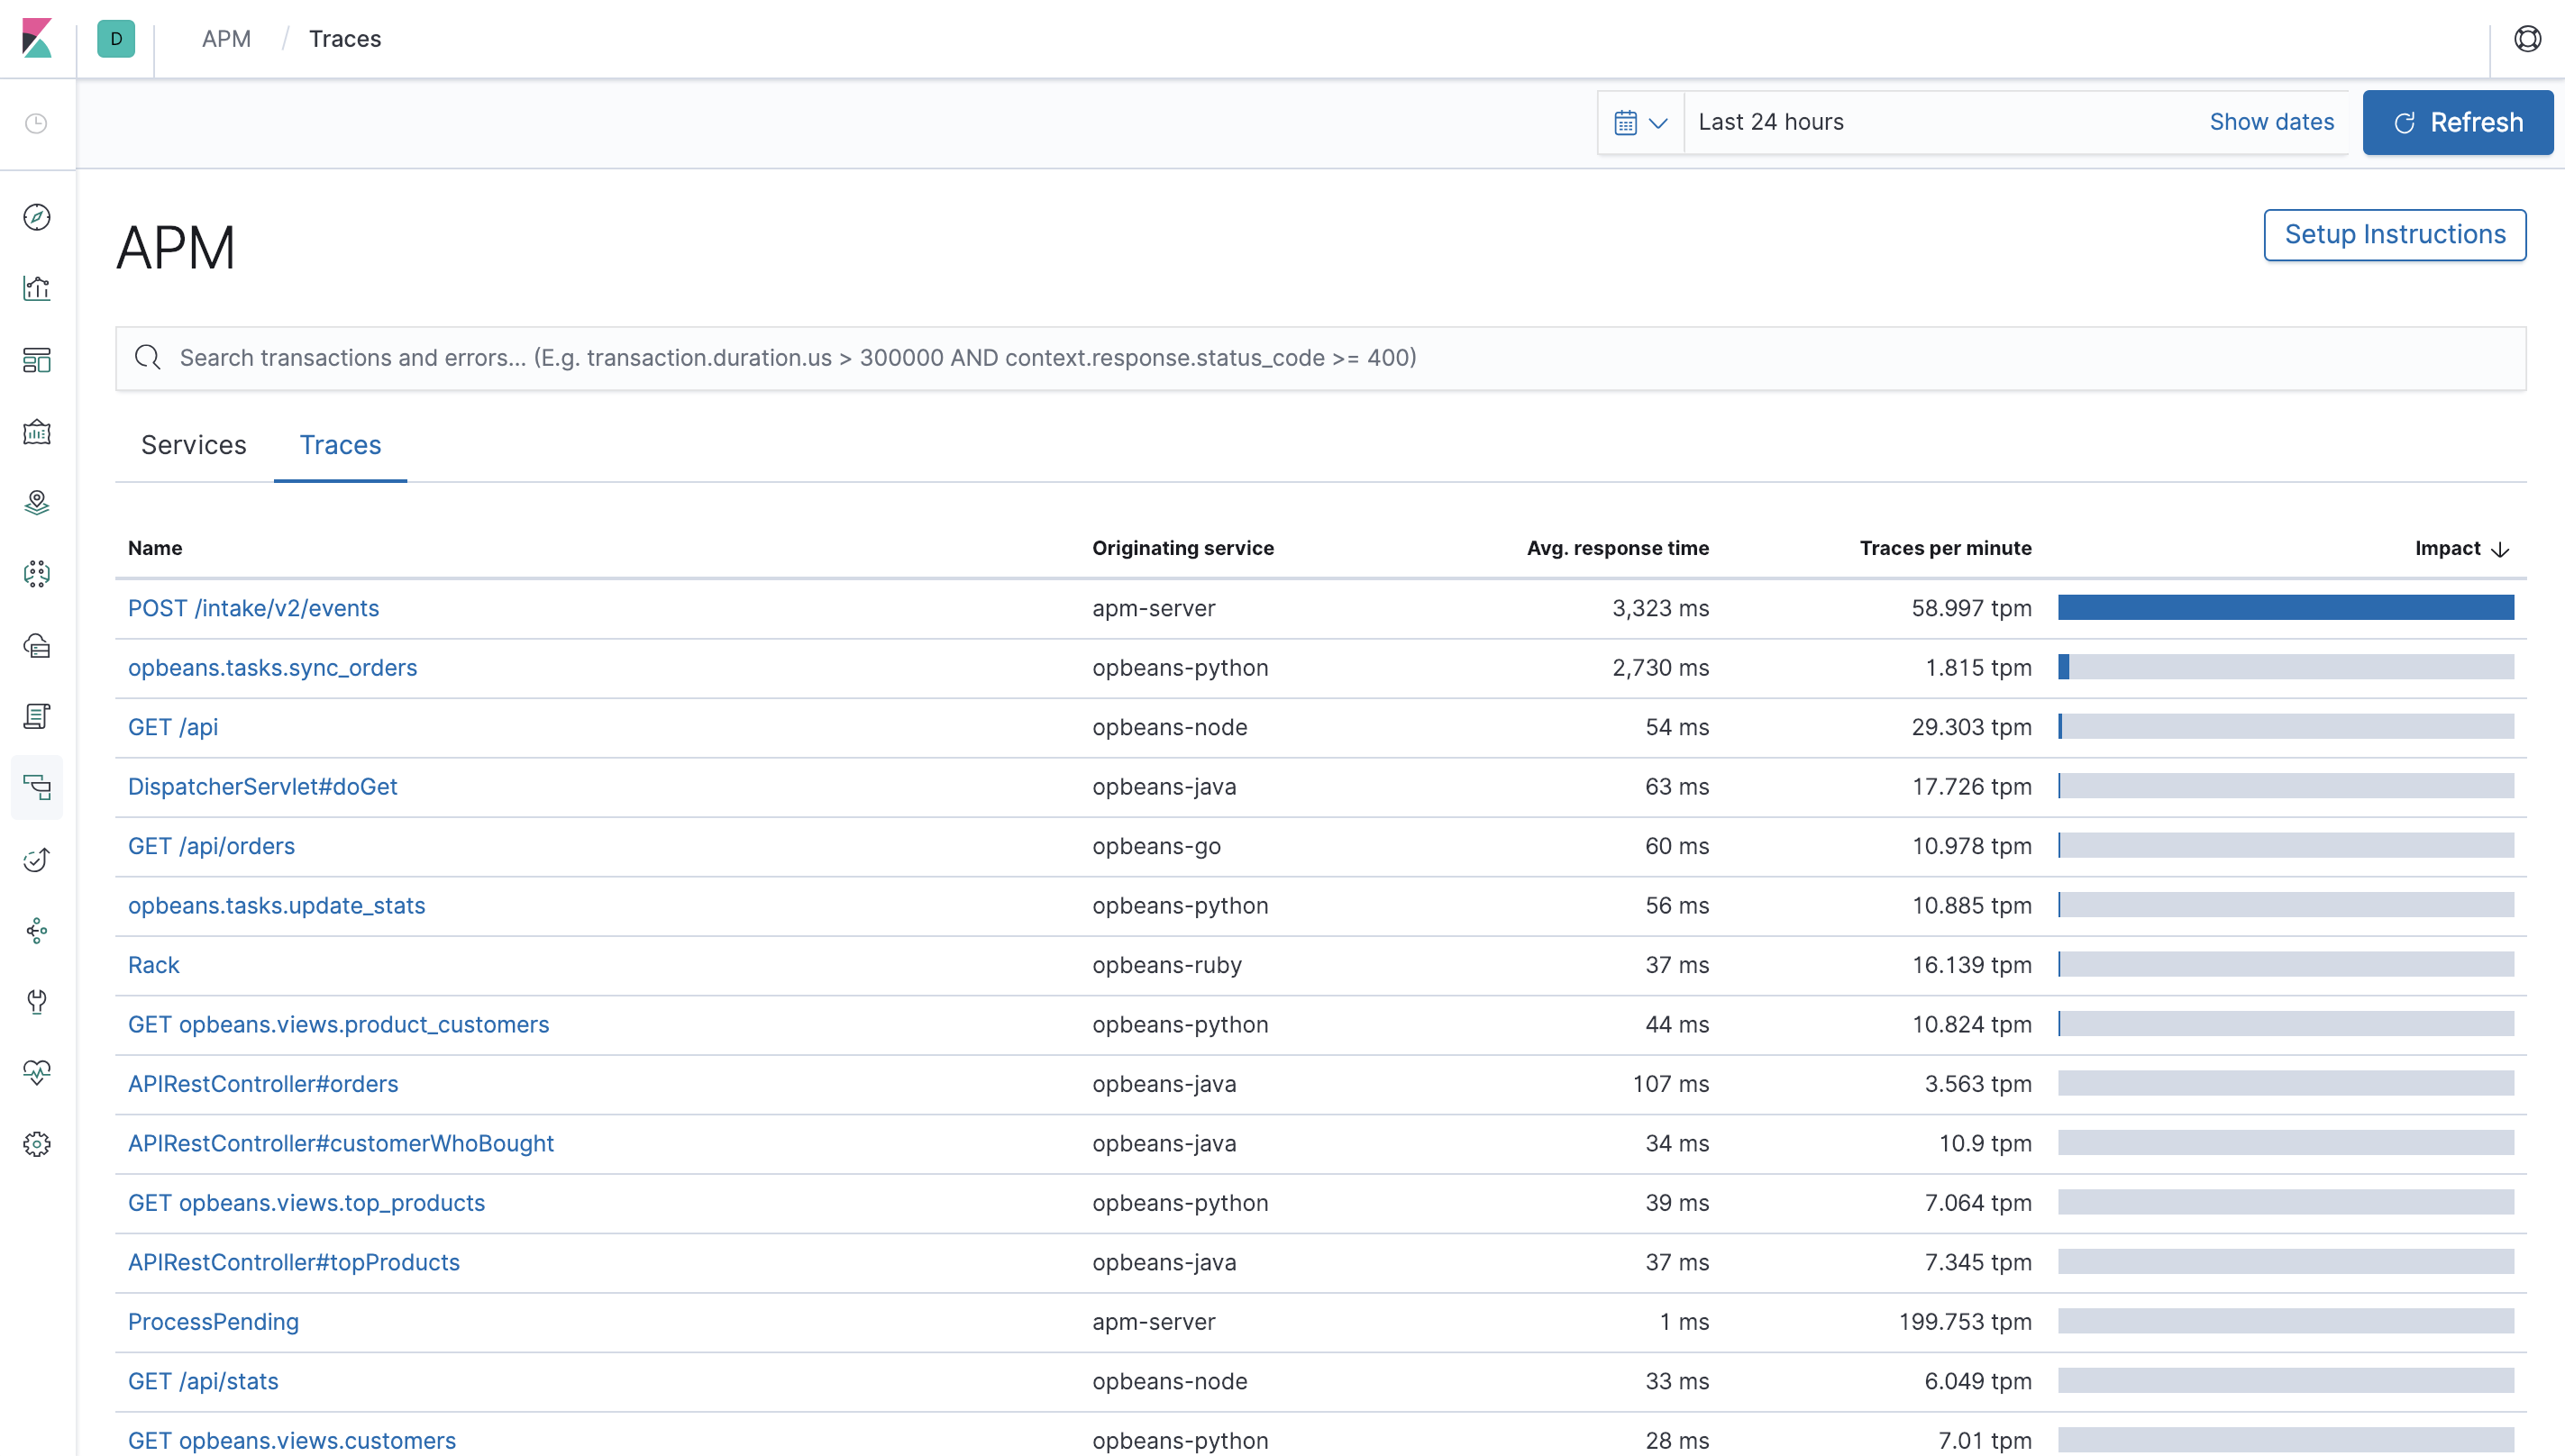 D APM / Traces
Last 24 hours Show dates Refresh
APM Setup Instructions
Search transactions and errors... (E.g. transaction.duration.us > 300000 AND context.response.status_code >= 400)
Services Traces
Name Originating service Avg. response time Traces per minute Impact
POST /intake/v2/events apm-server 3,323 ms 58.997 tpm
opbeans.tasks.sync_orders opbeans-python 2,730 ms 1.815 tpm
GET /api opbeans-node 54 ms 29.303 tpm
DispatcherServlet#doGet opbeans-java 63 ms 17.726 tpm
GET /api/orders opbeans-go 60 ms 10.978 tpm
opbeans.tasks.update_stats opbeans-python 56 ms 10.885 tpm
Rack opbeans-ruby 37 ms 16.139 tpm
GET opbeans.views.product_customers opbeans-python 44 ms 10.824 tpm
APIRestController#orders opbeans-java 107 ms 3.563 tpm
APIRestController#customerWhoBought opbeans-java 34 ms 10.9 tpm
GET opbeans.views.top_products opbeans-python 39 ms 7.064 tpm
APIRestController#topProducts opbeans-java 37 ms 7.345 tpm
ProcessPending apm-server 1 ms 199.753 tpm
GET /api/stats opbeans-node 33 ms 6.049 tpm
GET opbeans.views.customers opbeans-python 28 ms 7.01 tpm